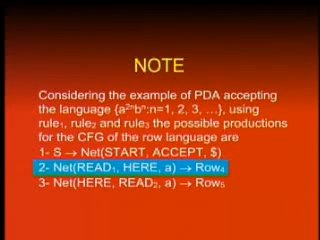 NOTE
Considering the example of PDA accepting
the language {a²ⁿbⁿ:n=1, 2, 3, …}, using
rule₁, rule₂ and rule₃ the possible productions
for the CFG of the row language are
1- S → Net(START, ACCEPT, $)
2- Net(READ₁, HERE, a) → Row₄
3- Net(HERE, READ₂, a) → Row₅